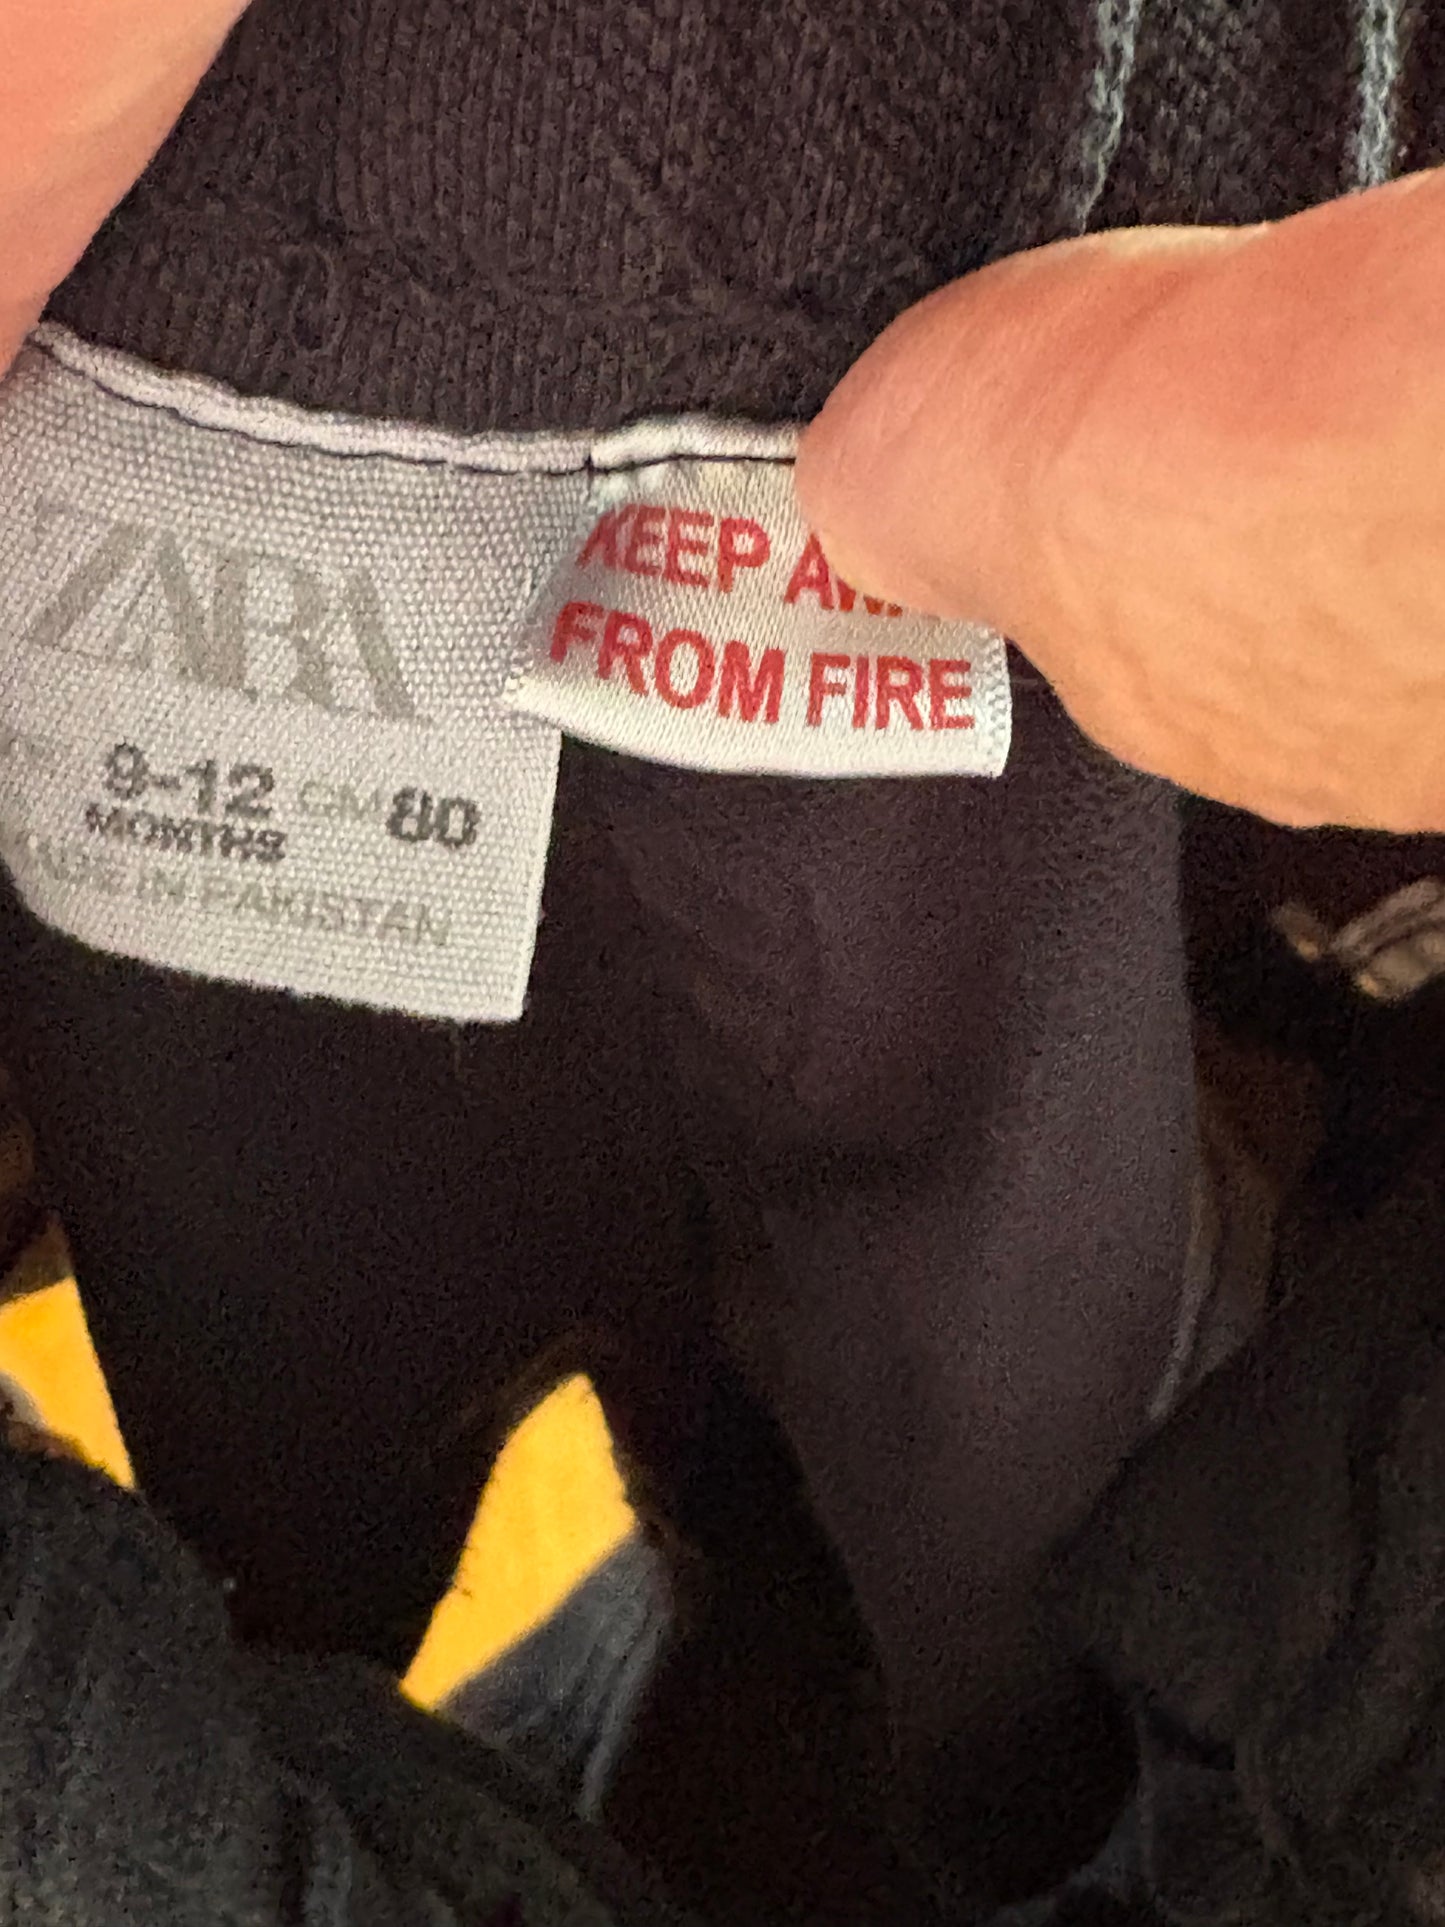 ZARA
9-12 CM 80
MONTHS
IN PAKISTAN
KEEP
FROM FIRE